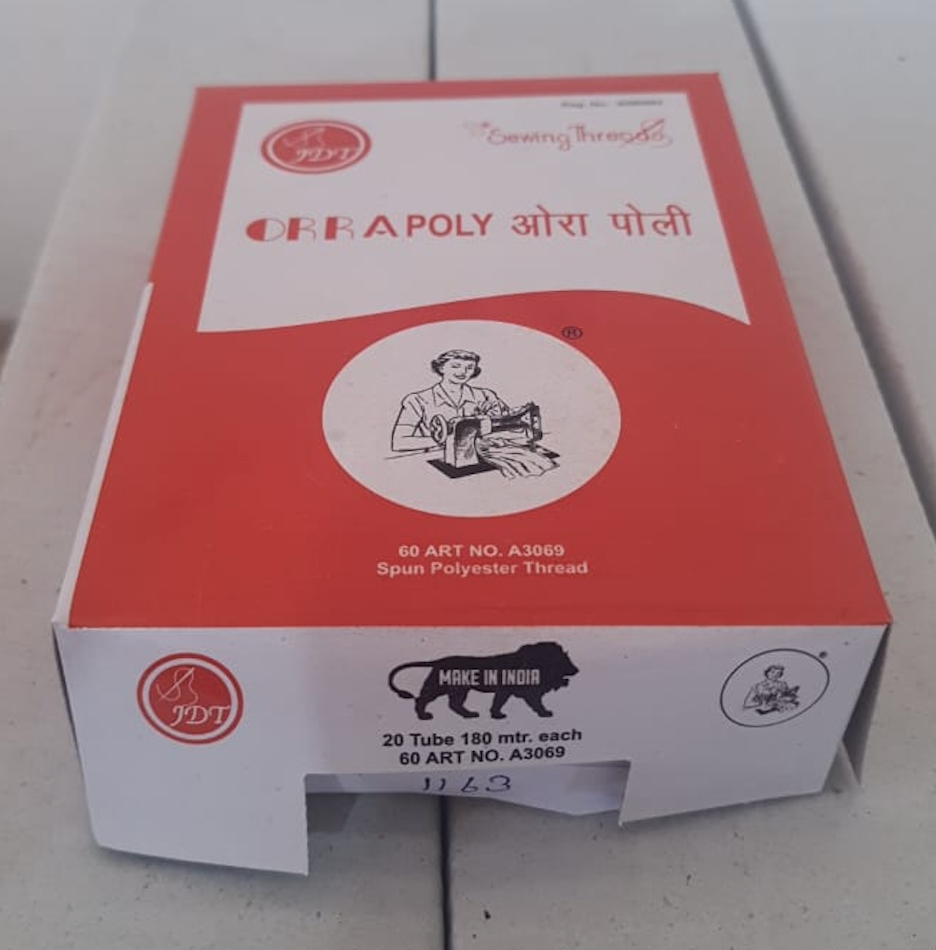 JDT
Sewing Threads
ORRA POLY ओरा पोली
®
60 ART NO. A3069
Spun Polyester Thread
JDT
MAKE IN INDIA
®
20 Tube 180 mtr. each
60 ART NO. A3069
1163